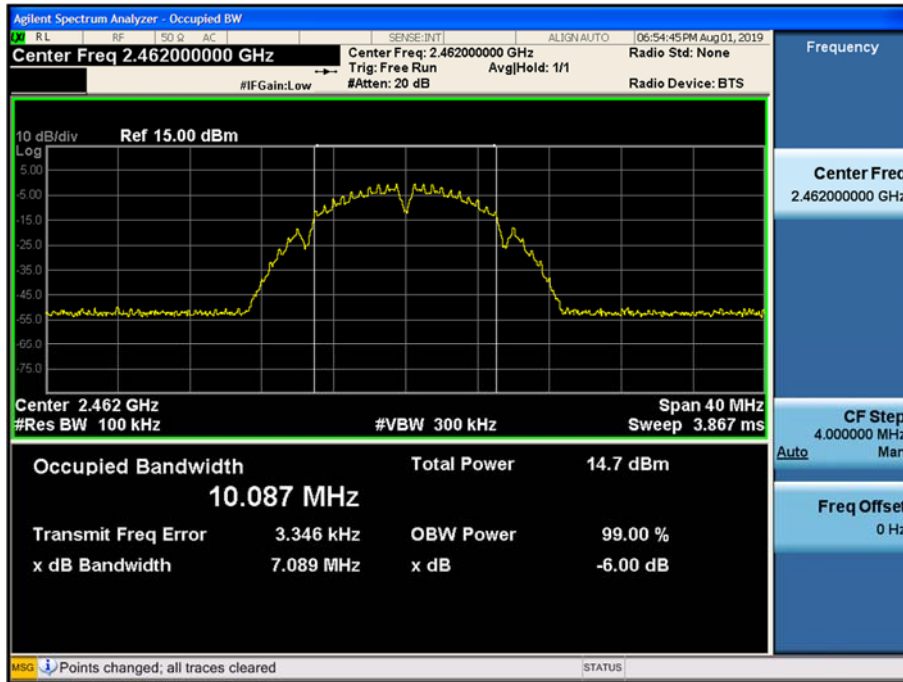 Agilent Spectrum Analyzer - Occupied BW
LXI RL RF 50 Ω AC SENSE:INT ALIGN AUTO 06:54:45 PM Aug 01, 2019
Center Freq 2.462000000 GHz
Center Freq: 2.462000000 GHz
Radio Std: None
Trig: Free Run Avg|Hold: 1/1
#IFGain:Low #Atten: 20 dB Radio Device: BTS
Frequency
10 dB/div Ref 15.00 dBm
Log
5.00
-5.00
-15.0
-25.0
-35.0
-45.0
-55.0
-65.0
-75.0
Center 2.462 GHz Span 40 MHz
#Res BW 100 kHz #VBW 300 kHz Sweep 3.867 ms
Center Freq
2.462000000 GHz
CF Step
4.000000 MHz
Auto Man
Freq Offset
0 Hz
Occupied Bandwidth Total Power 14.7 dBm
10.087 MHz
Transmit Freq Error 3.346 kHz OBW Power 99.00 %
x dB Bandwidth 7.089 MHz x dB -6.00 dB
MSG Points changed; all traces cleared STATUS